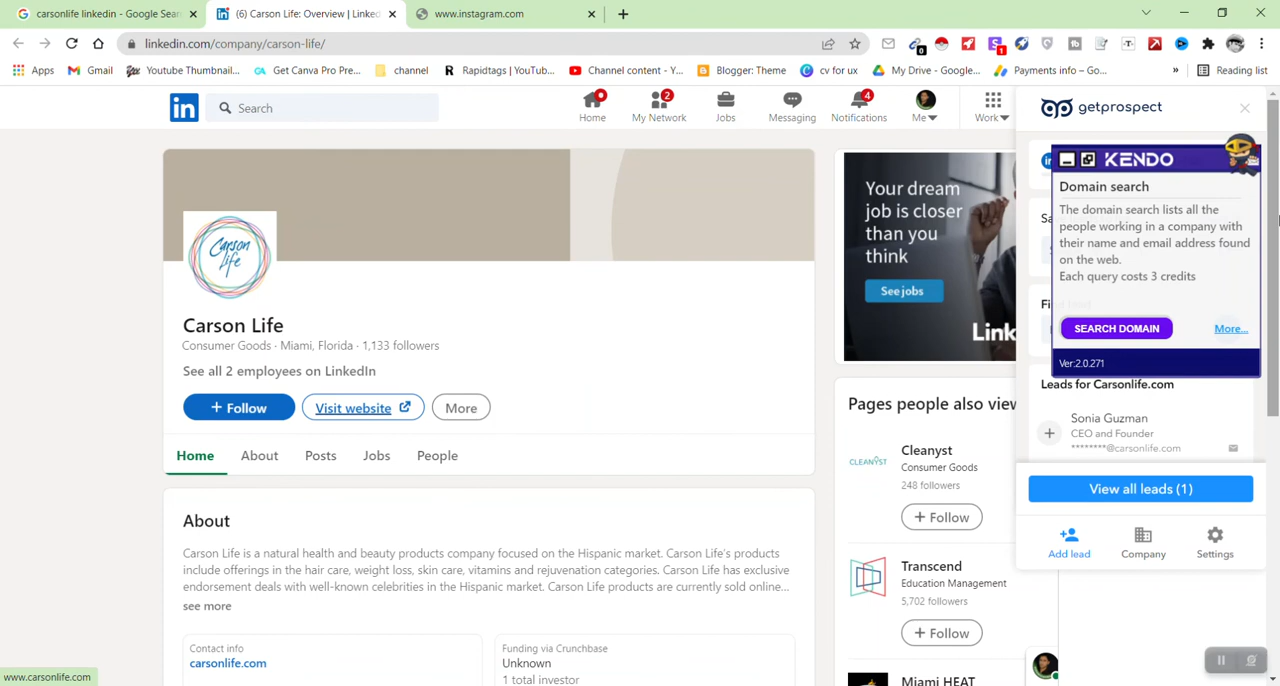 carsonlife linkedin - Google Sear
(6) Carson Life: Overview | Linked
www.instagram.com
linkedin.com/company/carson-life/
0
1
Apps
Gmail
Youtube Thumbnail...
Get Canva Pro Pre...
channel
Rapidtags | YouTub...
Channel content - Y...
Blogger: Theme
cv for ux
My Drive - Google...
Payments info – Go...
»
Reading list
Search
Home
2
My Network
Jobs
Messaging
4
Notifications
Me
Work
getprospect
KENDO
Domain search
The domain search lists all the
people working in a company with
their name and email address found
on the web.
Each query costs 3 credits
SEARCH DOMAIN
More...
Ver:2.0.271
Leads for Carsonlife.com
Sonia Guzman
CEO and Founder
********@carsonlife.com
View all leads (1)
Add lead
Company
Settings
Carson Life
Carson Life
Consumer Goods · Miami, Florida · 1,133 followers
See all 2 employees on LinkedIn
+ Follow
Visit website
More
Home
About
Posts
Jobs
People
Your dream
job is closer
than you
think
See jobs
Link
Pages people also view
CLEANYST
Cleanyst
Consumer Goods
248 followers
+ Follow
Transcend
Education Management
5,702 followers
+ Follow
Miami HEAT
About
Carson Life is a natural health and beauty products company focused on the Hispanic market. Carson Life's products
include offerings in the hair care, weight loss, skin care, vitamins and rejuvenation categories. Carson Life has exclusive
endorsement deals with well-known celebrities in the Hispanic market. Carson Life products are currently sold online...
see more
Contact info
carsonlife.com
Funding via Crunchbase
Unknown
1 total investor
www.carsonlife.com